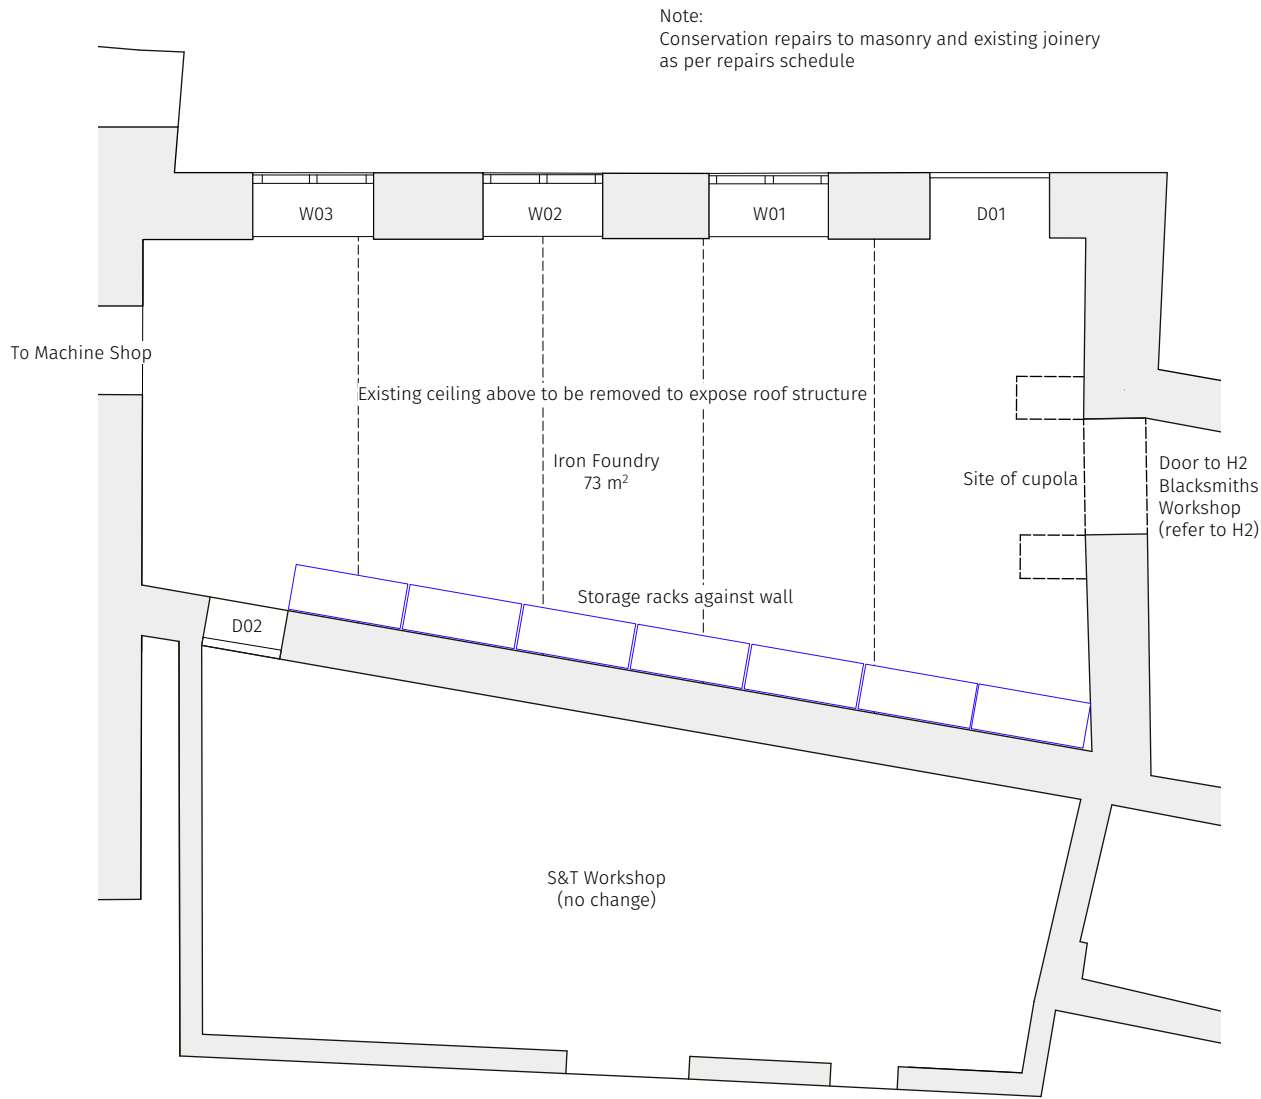 Note:
Conservation repairs to masonry and existing joinery
as per repairs schedule
W03
W02
W01
D01
To Machine Shop
Existing ceiling above to be removed to expose roof structure
Iron Foundry
73 m²
Site of cupola
Door to H2
Blacksmiths
Workshop
(refer to H2)
Storage racks against wall
D02
S&T Workshop
(no change)